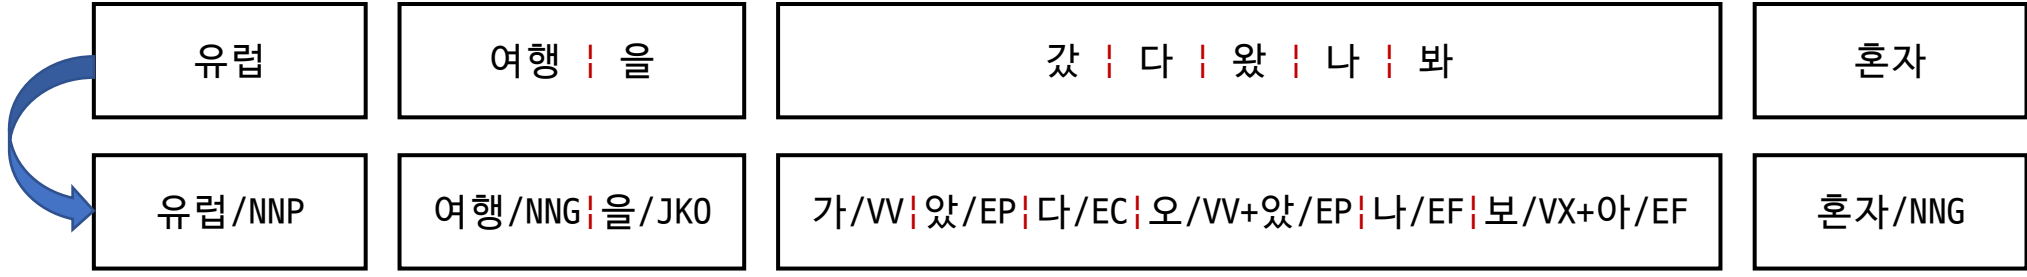 유럽 여행 ¦ 을 갔 ¦ 다 ¦ 왔 ¦ 나 ¦ 봐 혼자
유럽/NNP 여행/NNG¦을/JKO 가/VV¦았/EP¦다/EC¦오/VV+았/EP¦나/EF¦보/VX+아/EF 혼자/NNG